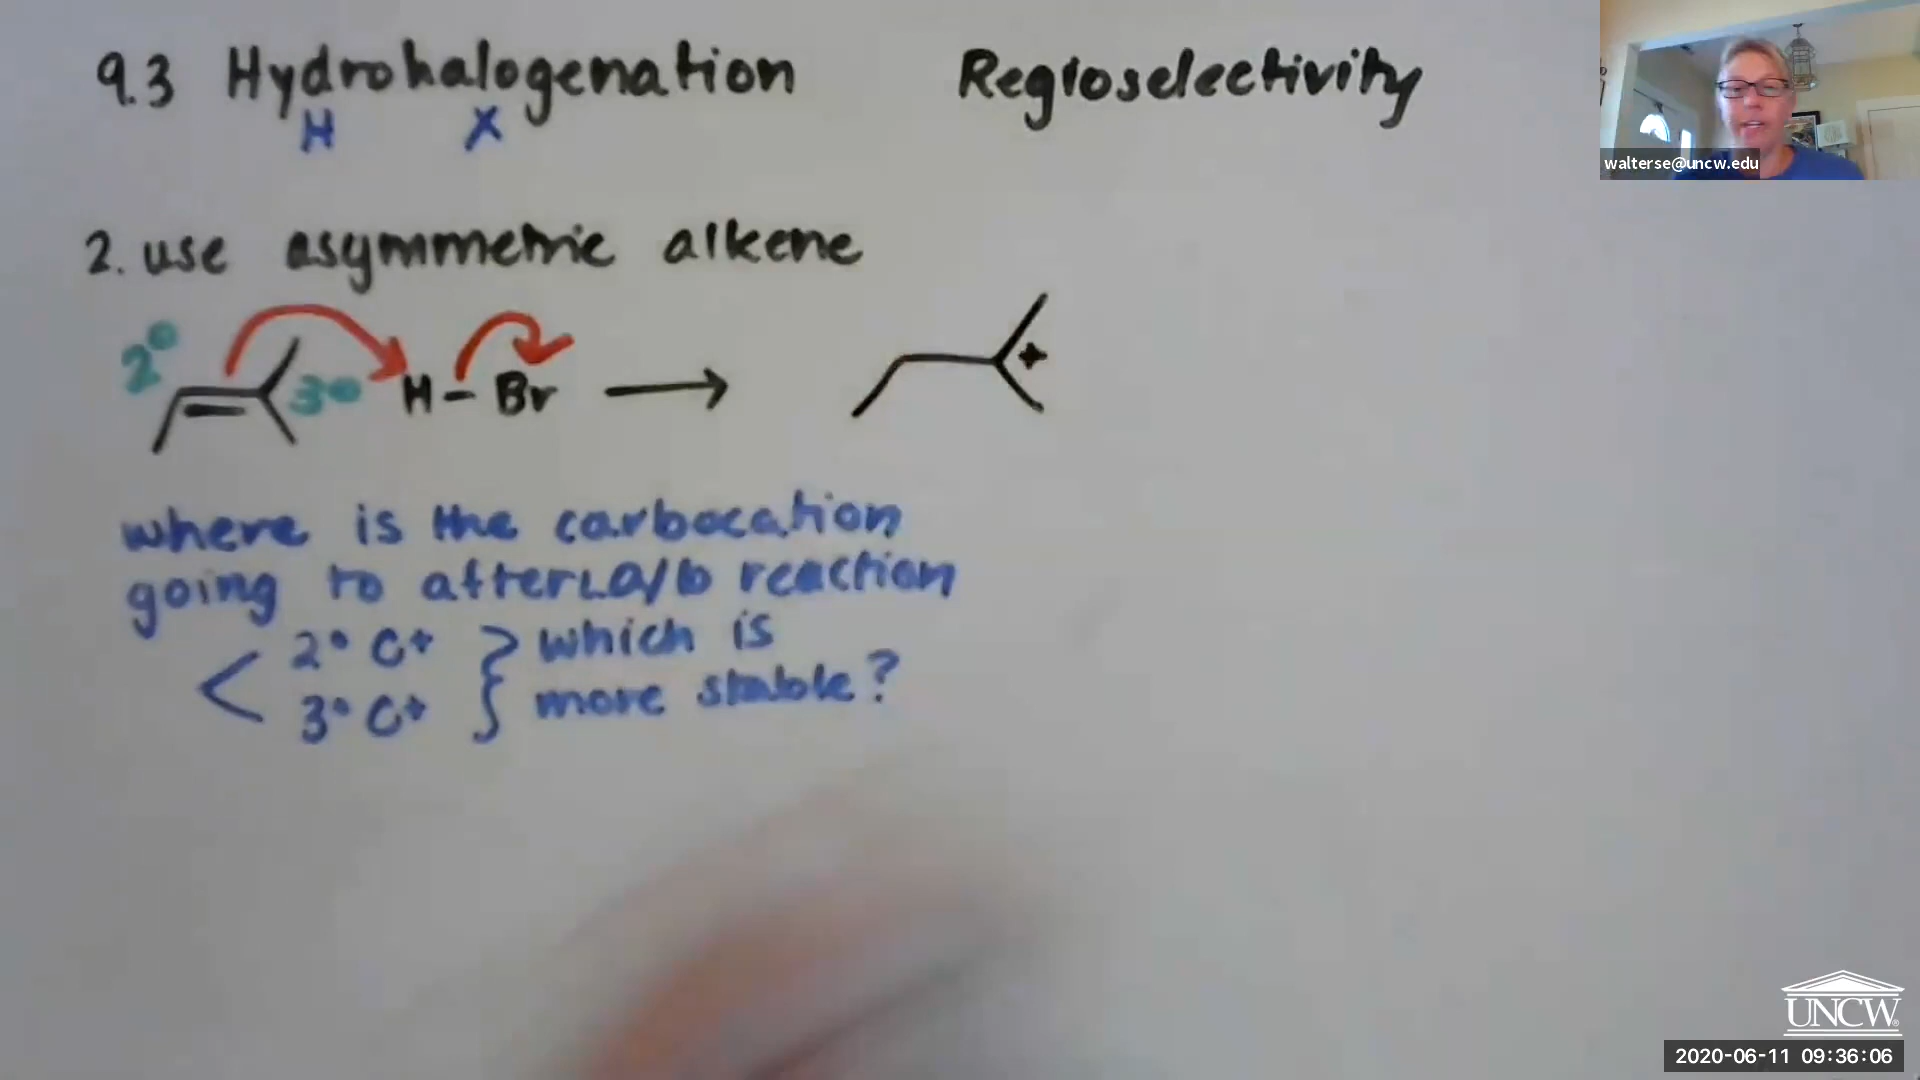 9.3 Hydrohalogenation Regioselectivity
H X
walterse@uncw.edu
2. use asymmetric alkene
2°
3° H - Br
where is the carbocation
going to after a/b reaction
< 2° C+ } which is
3° C+ } more stable?
UNCW
2020-06-11 09:36:06